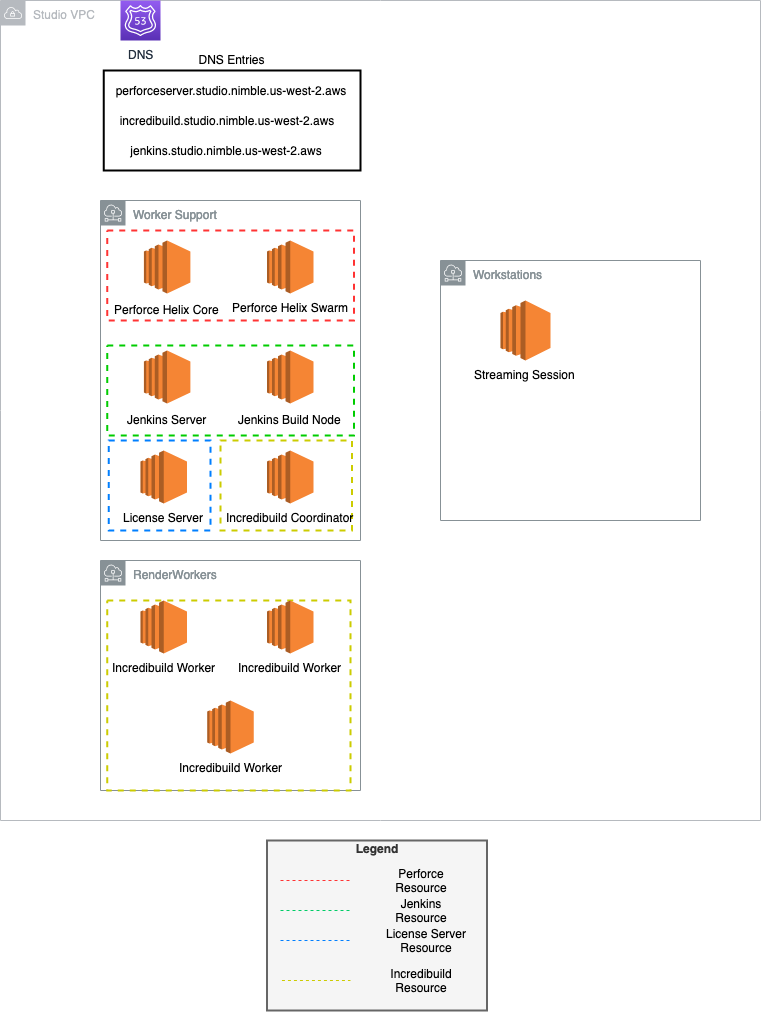 Studio VPC
53
DNS
DNS Entries
perforceserver.studio.nimble.us-west-2.aws
incredibuild.studio.nimble.us-west-2.aws
jenkins.studio.nimble.us-west-2.aws
Worker Support
Perforce Helix Core
Perforce Helix Swarm
Jenkins Server
Jenkins Build Node
License Server
Incredibuild Coordinator
Workstations
Streaming Session
RenderWorkers
Incredibuild Worker
Incredibuild Worker
Incredibuild Worker
Legend
Perforce
Resource
Jenkins
Resource
License Server
Resource
Incredibuild
Resource